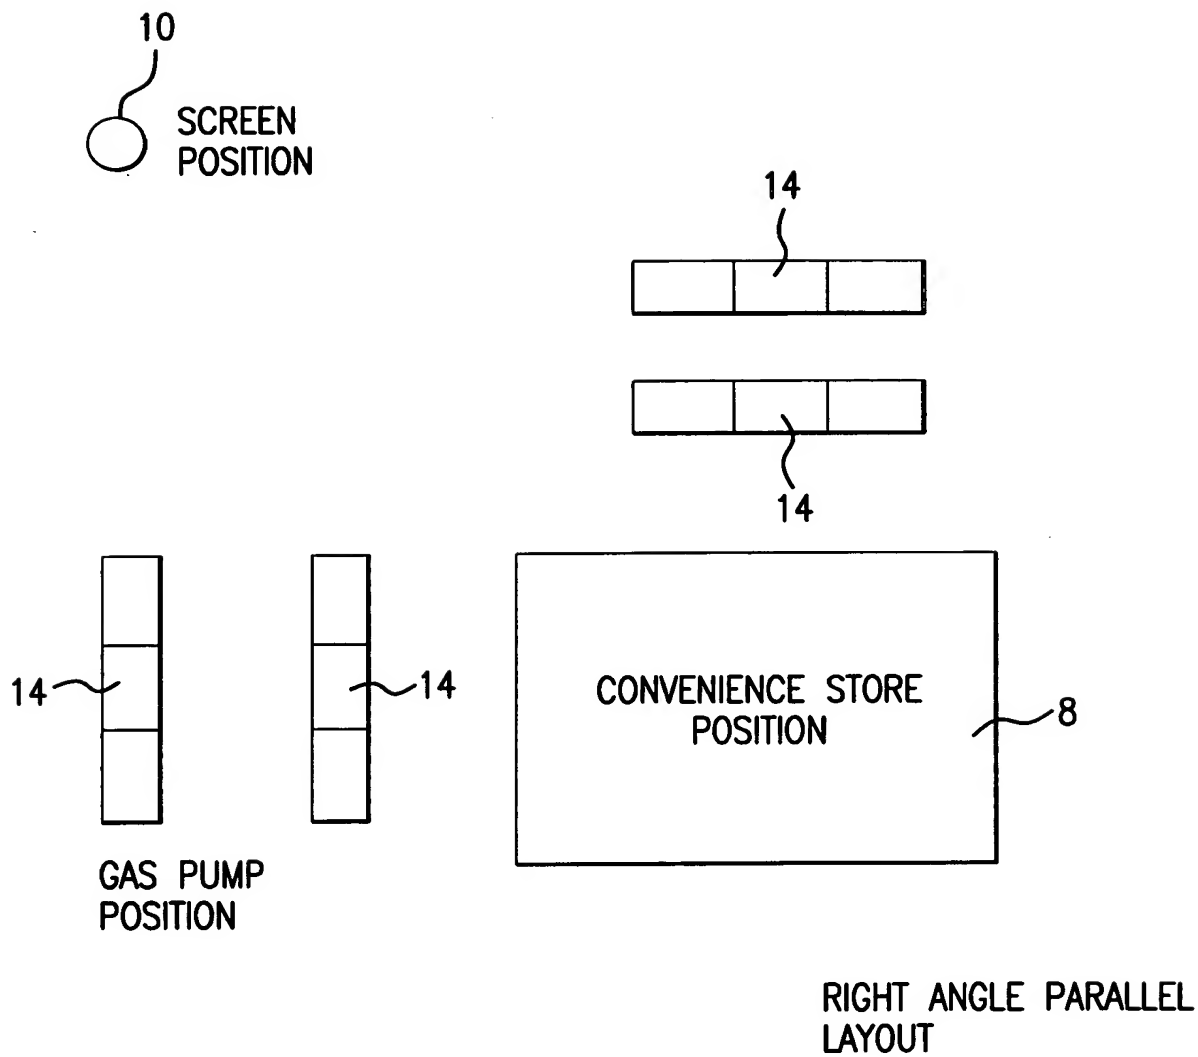 10
SCREEN
POSITION
14
14
14
14
CONVENIENCE STORE
POSITION
8
GAS PUMP
POSITION
RIGHT ANGLE PARALLEL
LAYOUT